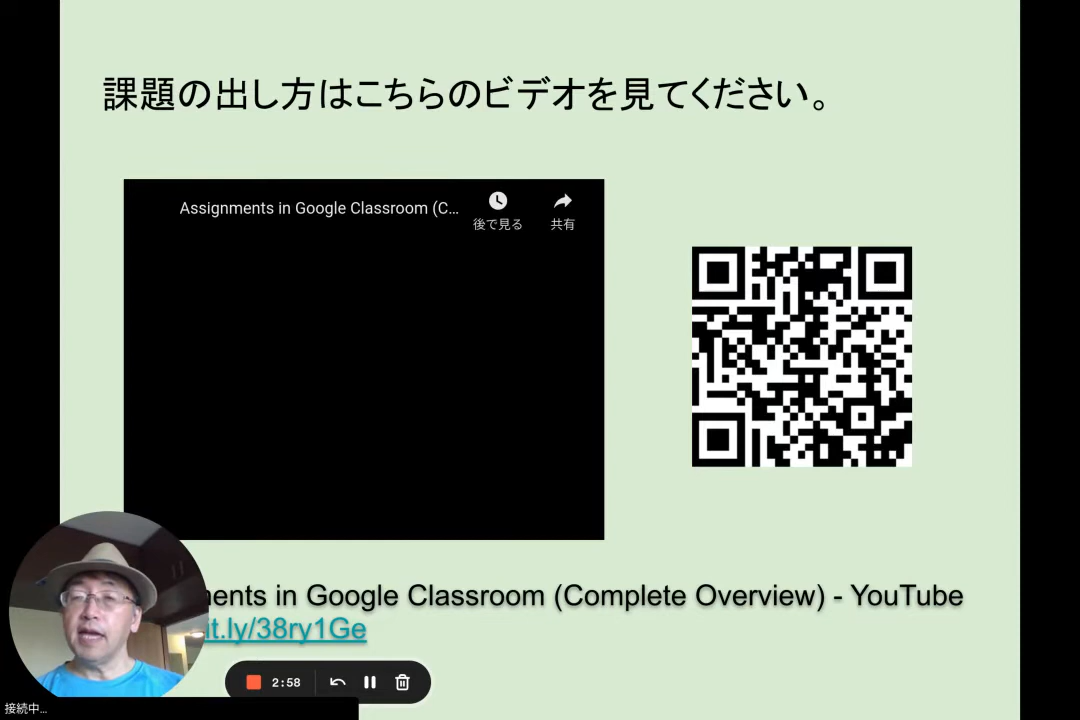 課題の出し方はこちらのビデオを見てください。
Assignments in Google Classroom (C...
後で見る
共有
in Google Classroom (Complete Overview) - YouTube
it.ly/38ry1Ge
2:58
接続中...